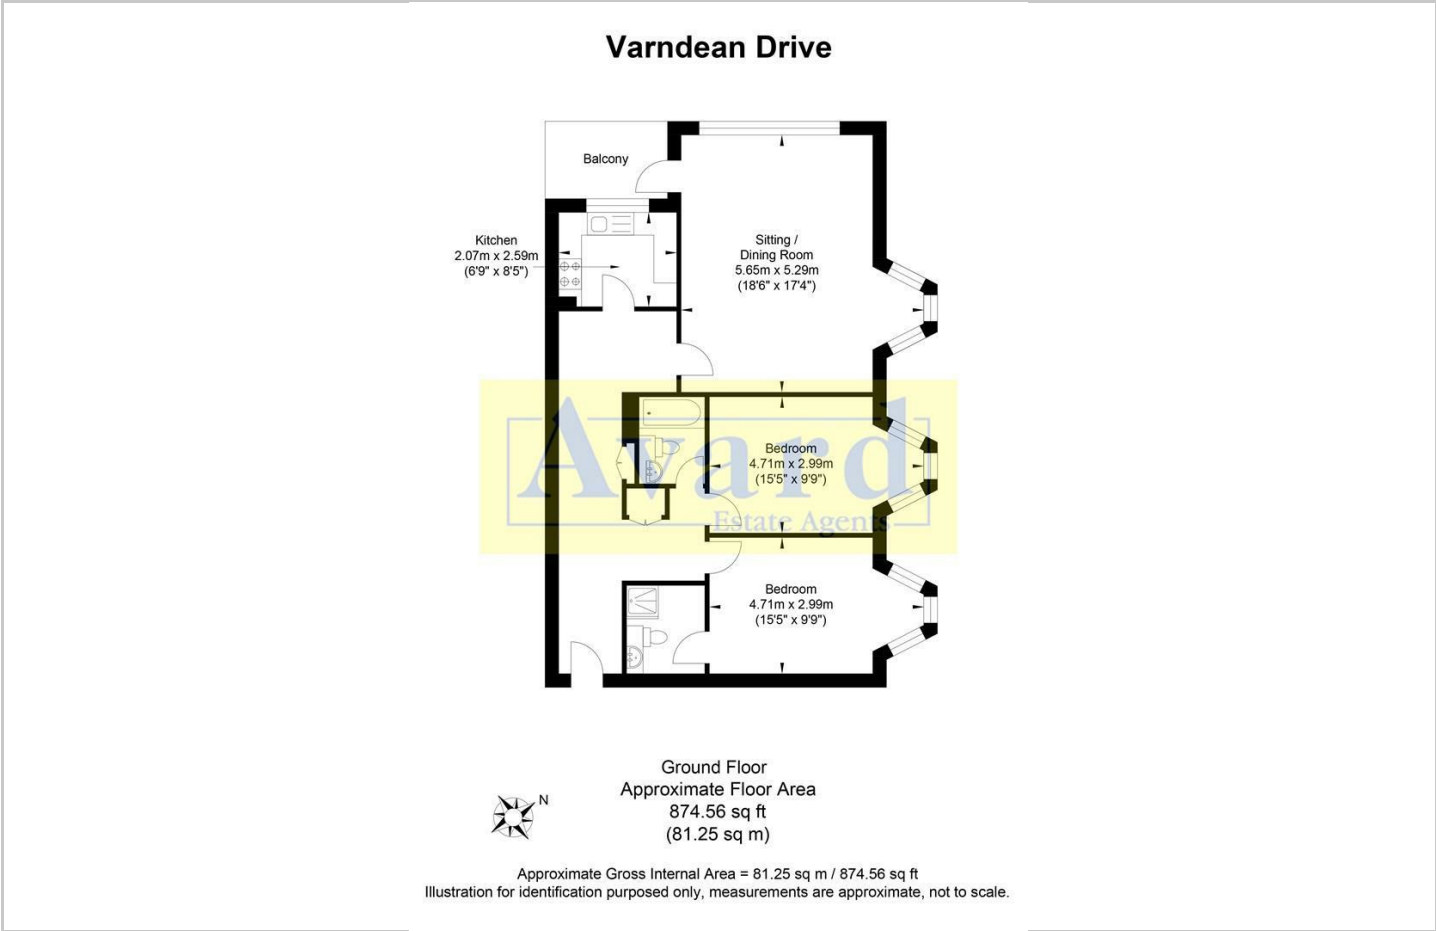 Varndean Drive
Balcony
Kitchen
2.07m x 2.59m
(6'9" x 8'5")
Sitting /
Dining Room
5.65m x 5.29m
(18'6" x 17'4")
Avard
Estate Agents
Bedroom
4.71m x 2.99m
(15'5" x 9'9")
Bedroom
4.71m x 2.99m
(15'5" x 9'9")
N
Ground Floor
Approximate Floor Area
874.56 sq ft
(81.25 sq m)
Approximate Gross Internal Area = 81.25 sq m / 874.56 sq ft
Illustration for identification purposed only, measurements are approximate, not to scale.